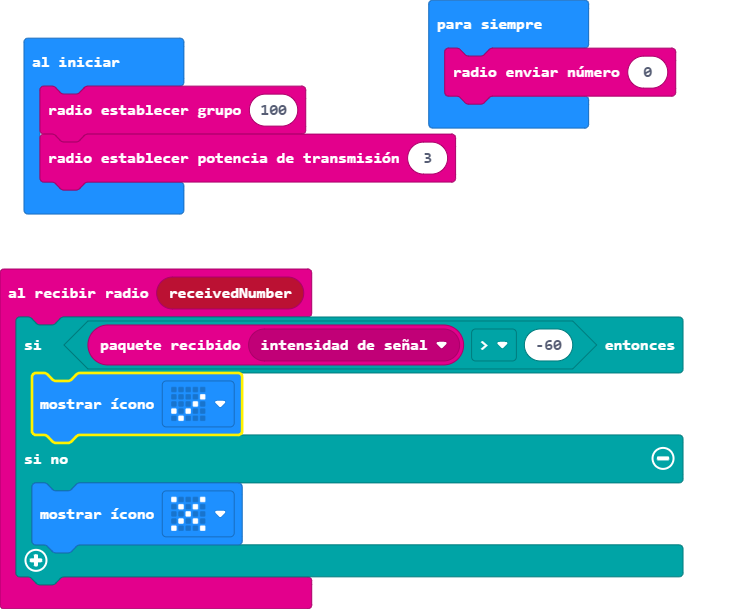 al iniciar
radio establecer grupo 100
radio establecer potencia de transmisión 3
para siempre
radio enviar número 0
al recibir radio receivedNumber
si paquete recibido intensidad de señal > -60 entonces
mostrar ícono
si no
mostrar ícono